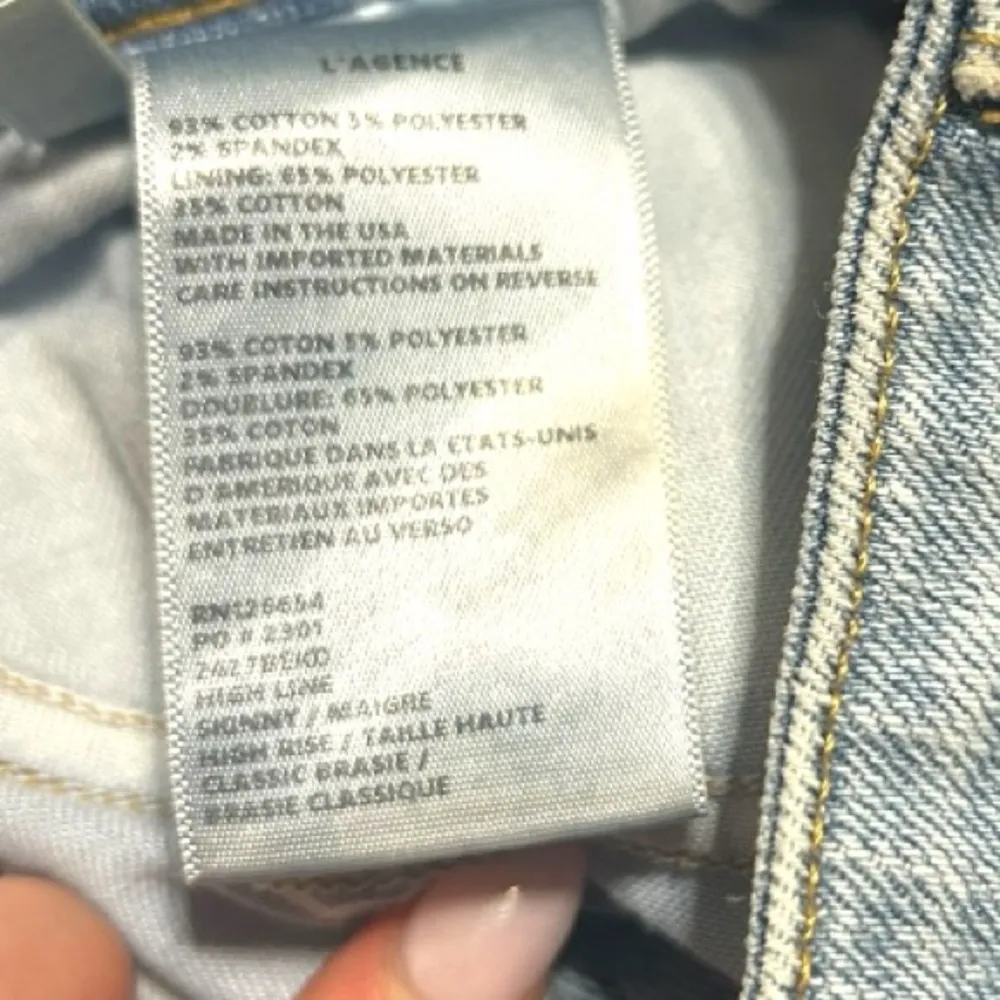 L'AGENCE
93% COTTON 5% POLYESTER
2% SPANDEX
LINING: 65% POLYESTER
35% COTTON
MADE IN THE USA
WITH IMPORTED MATERIALS
CARE INSTRUCTIONS ON REVERSE
93% COTON 5% POLYESTER
2% SPANDEX
DOUBLURE: 65% POLYESTER
35% COTON
FABRIQUE DANS LA ETATS-UNIS
D'AMERIQUE AVEC DES
MATERIAUX IMPORTES
ENTRETIEN AU VERSO
RN126654
PO # 2301
HIGH LINE
SKINNY / MAIGRE
HIGH RISE / TAILLE HAUTE
CLASSIC BRASIE /
BRASIE CLASSIQUE